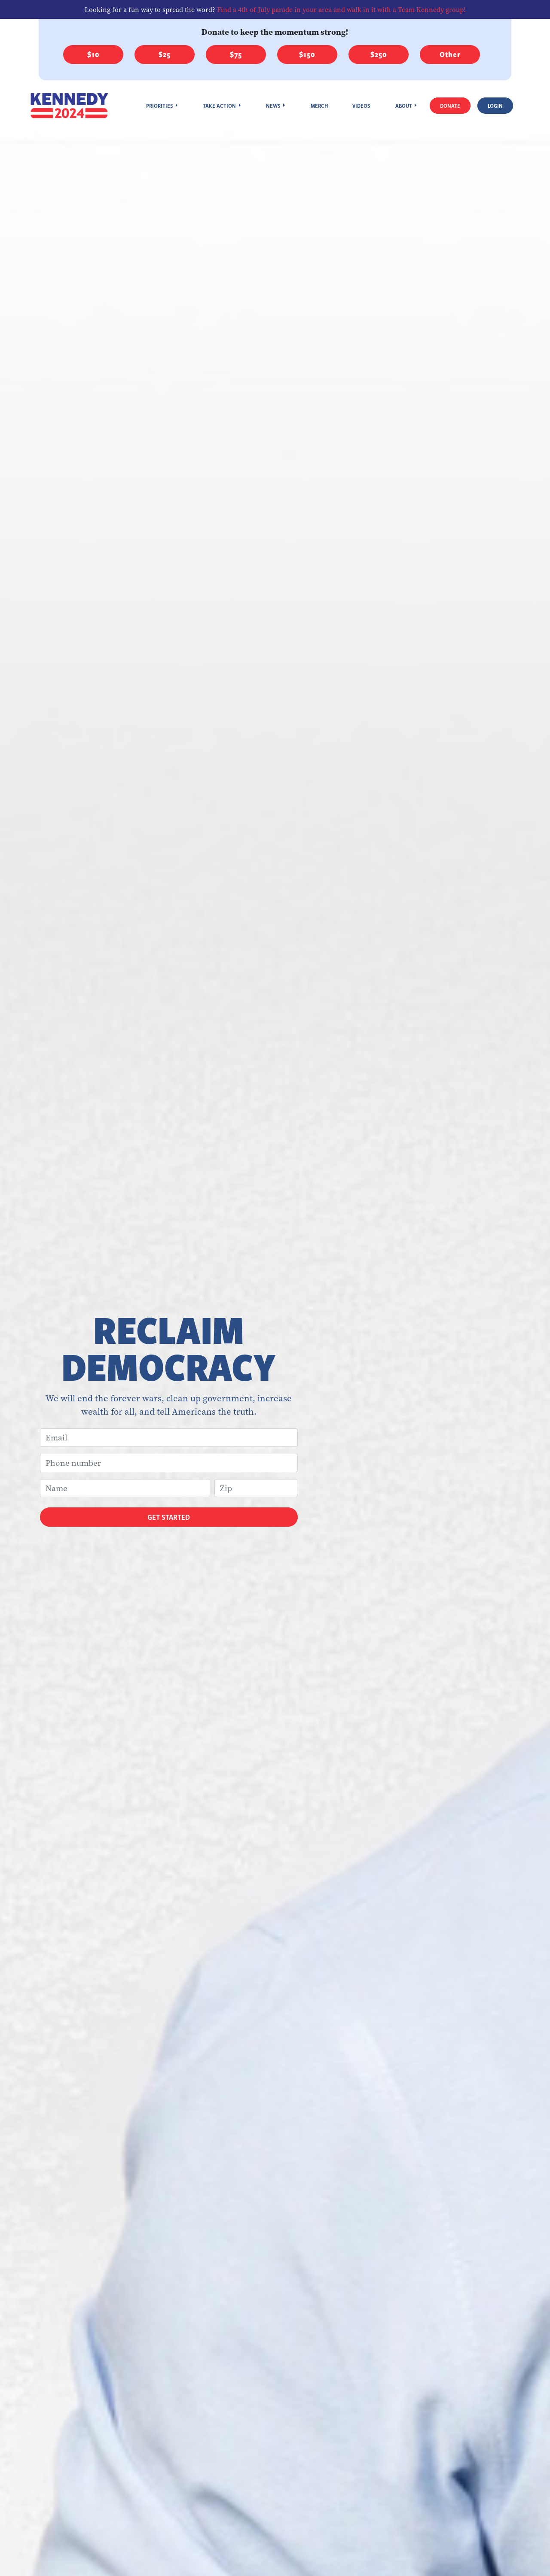 Looking for a fun way to spread the word? Find a 4th of July parade in your area and walk in it with a Team Kennedy group!
Donate to keep the momentum strong!
$10 $25 $75 $150 $250 Other
KENNEDY
2024
PRIORITIES TAKE ACTION NEWS MERCH VIDEOS ABOUT DONATE LOGIN
RECLAIM
DEMOCRACY
We will end the forever wars, clean up government, increase
wealth for all, and tell Americans the truth.
Email
Phone number
Name Zip
GET STARTED